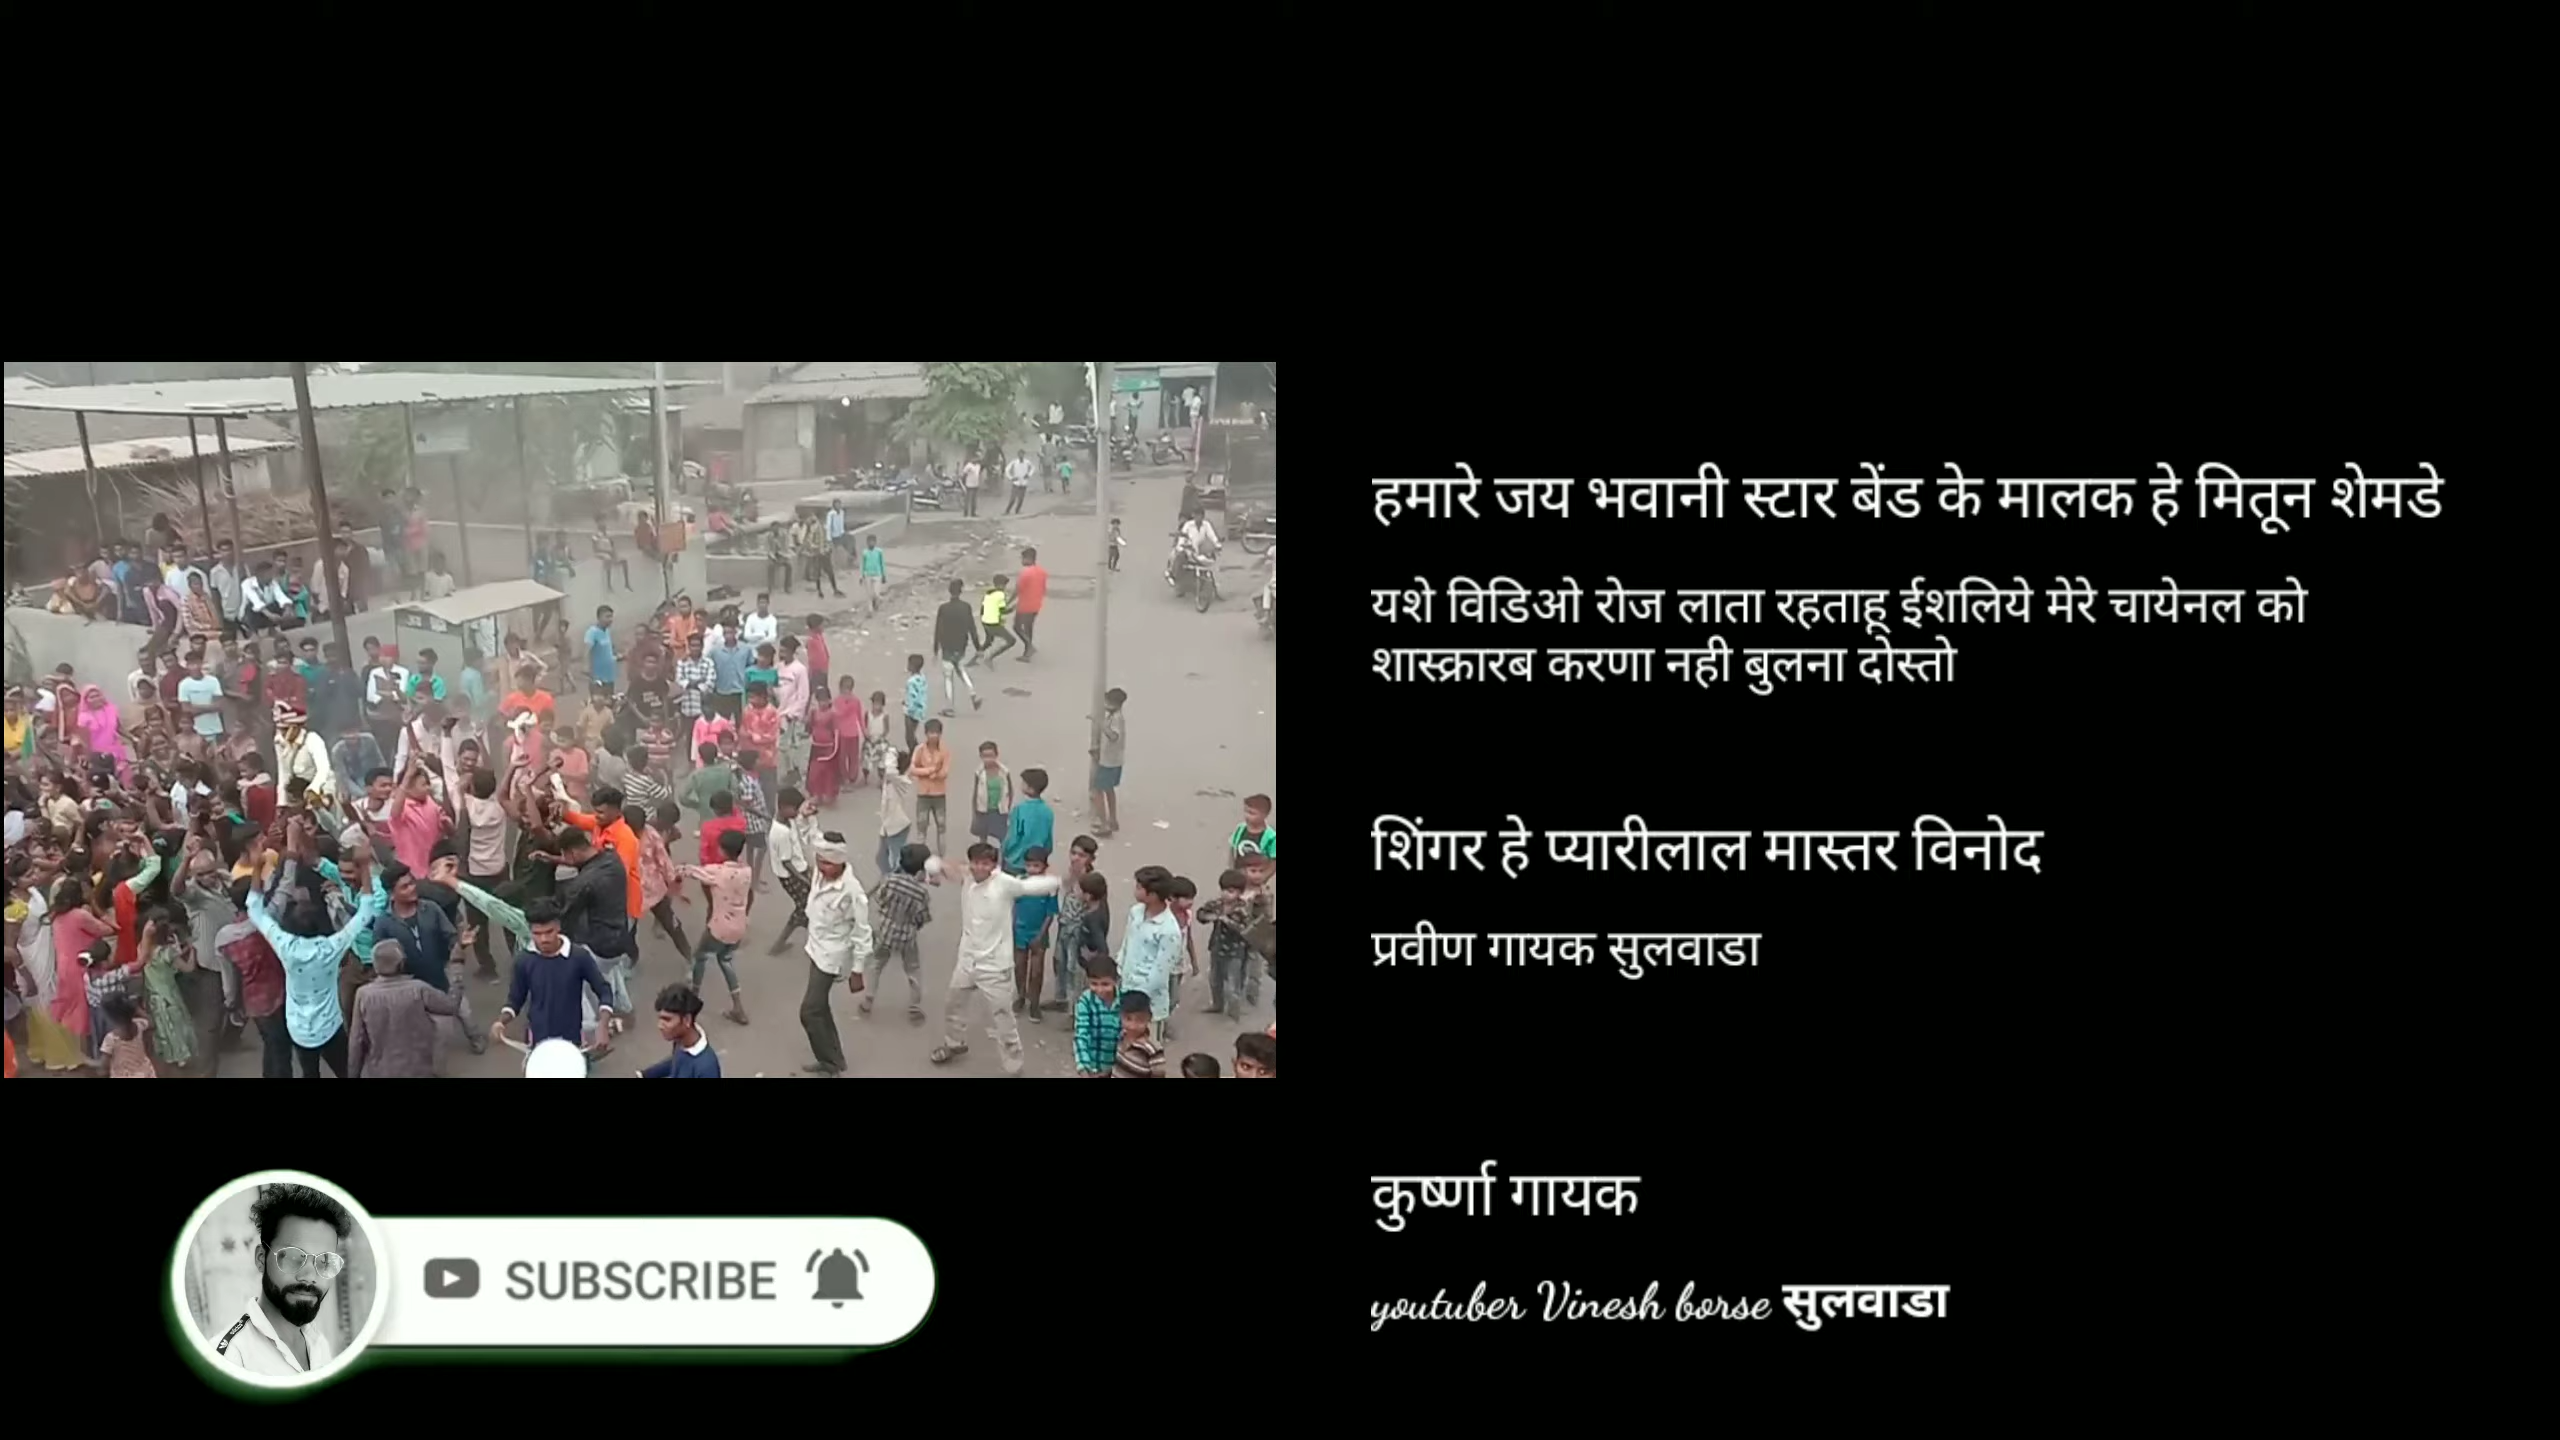 हमारे जय भवानी स्टार बेंड के मालक हे मितून शेमडे
यशे विडिओ रोज लाता रहताहू ईशलिये मेरे चायेनल को
शास्क्रारब करणा नही बुलना दोस्तो
शिंगर हे प्यारीलाल मास्तर विनोद
प्रवीण गायक सुलवाडा
SUBSCRIBE
कुर्ष्णा गायक
youtuber Vinesh borse सुलवाडा